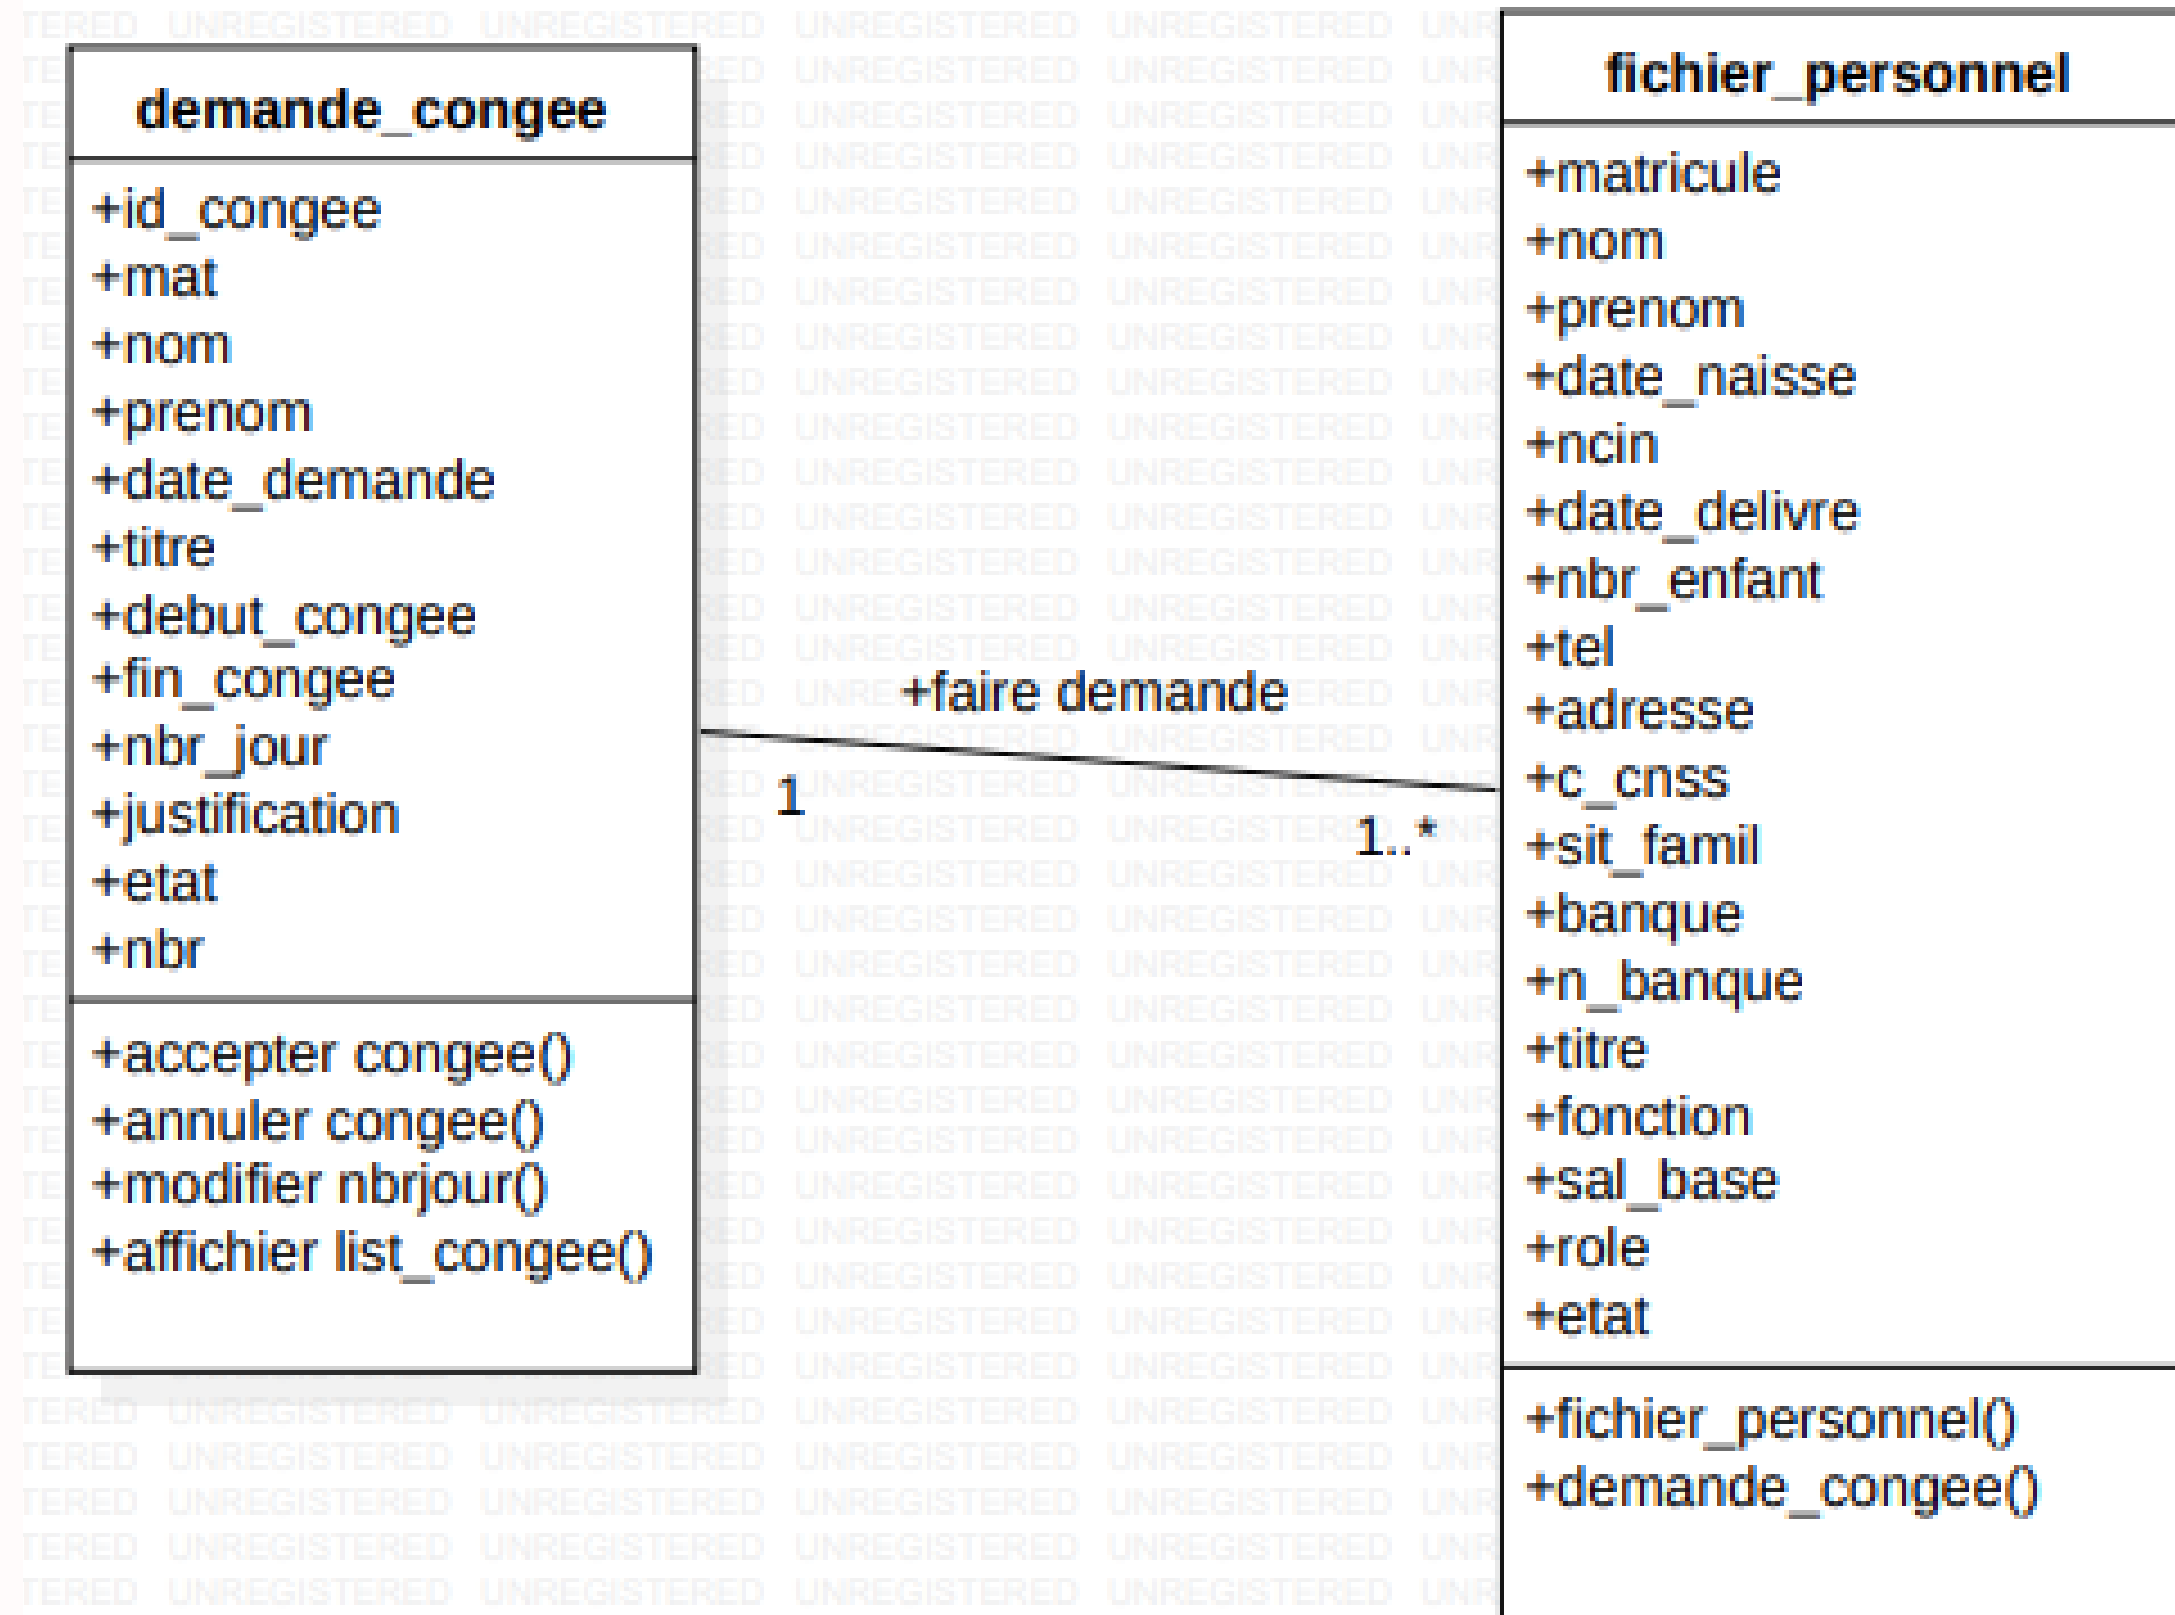 demande_congee
+id_congee
+mat
+nom
+prenom
+date_demande
+titre
+debut_congee
+fin_congee
+nbr_jour
+justification
+etat
+nbr
+accepter congee()
+annuler congee()
+modifier nbrjour()
+affichier list_congee()
+faire demande
1
1..*
fichier_personnel
+matricule
+nom
+prenom
+date_naisse
+ncin
+date_delivre
+nbr_enfant
+tel
+adresse
+c_cnss
+sit_famil
+banque
+n_banque
+titre
+fonction
+sal_base
+role
+etat
+fichier_personnel()
+demande_congee()
UNREGISTERED